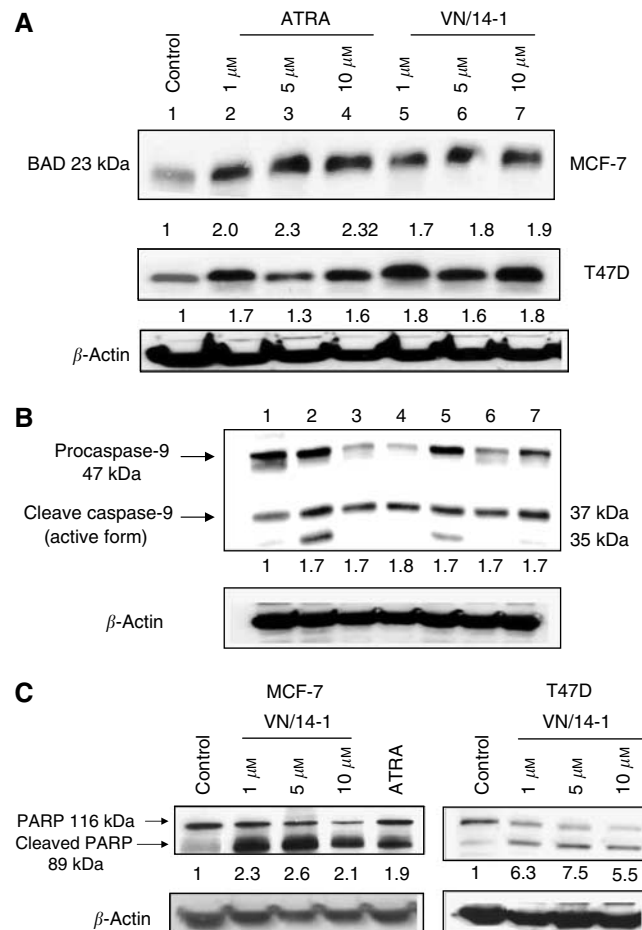 A
ATRA VN/14-1
Control 1 μM 5 μM 10 μM 1 μM 5 μM 10 μM
1 2 3 4 5 6 7
BAD 23 kDa MCF-7
1 2.0 2.3 2.32 1.7 1.8 1.9
T47D
1 1.7 1.3 1.6 1.8 1.6 1.8
β-Actin
B
1 2 3 4 5 6 7
Procaspase-9
47 kDa
Cleave caspase-9 37 kDa
(active form) 35 kDa
1 1.7 1.7 1.8 1.7 1.7 1.7
β-Actin
C
MCF-7 T47D
VN/14-1 VN/14-1
Control 1 μM 5 μM 10 μM ATRA Control 1 μM 5 μM 10 μM
PARP 116 kDa
Cleaved PARP
89 kDa
1 2.3 2.6 2.1 1.9 1 6.3 7.5 5.5
β-Actin